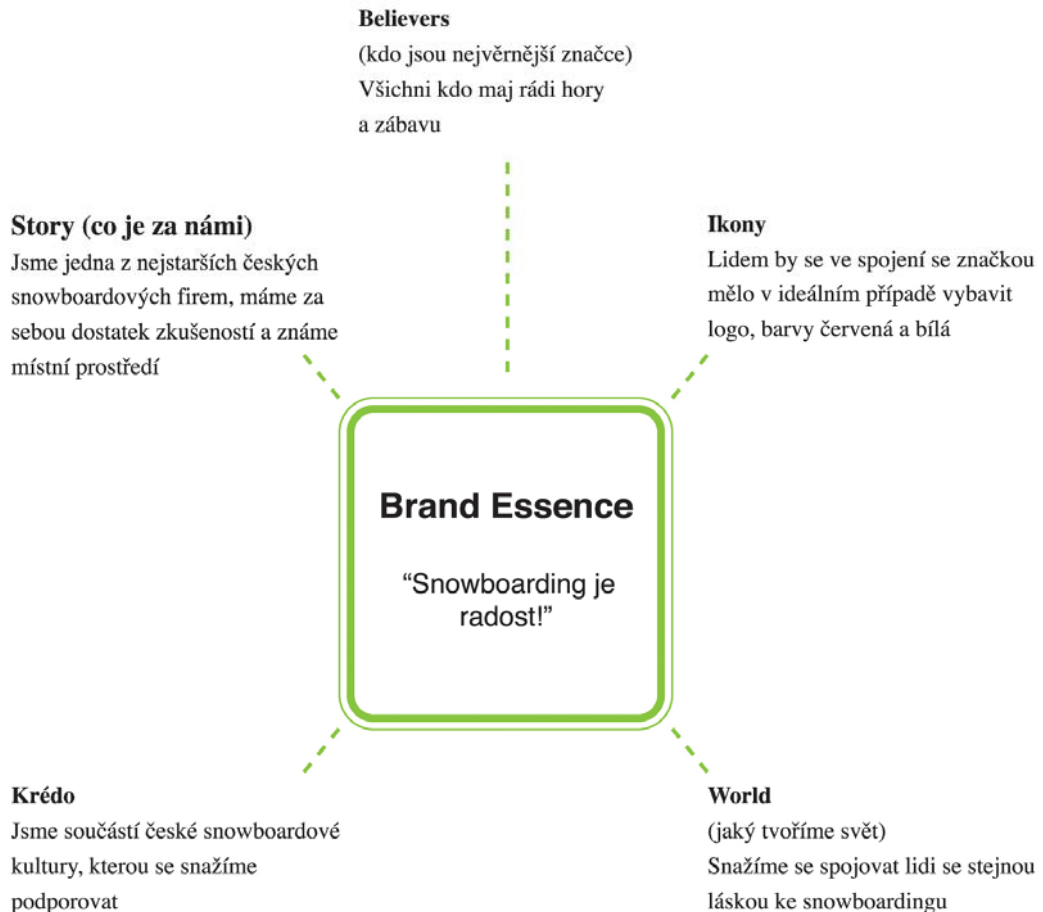 Believers
(kdo jsou nejvěrnější značce)
Všichni kdo maj rádi hory
a zábavu
Story (co je za námi)
Jsme jedna z nejstarších českých
snowboardových firem, máme za
sebou dostatek zkušeností a známe
místní prostředí
Ikony
Lidem by se ve spojení se značkou
mělo v ideálním případě vybavit
logo, barvy červená a bílá
Brand Essence
“Snowboarding je
radost!”
Krédo
Jsme součástí české snowboardové
kultury, kterou se snažíme
podporovat
World
(jaký tvoříme svět)
Snažíme se spojovat lidi se stejnou
láskou ke snowboardingu